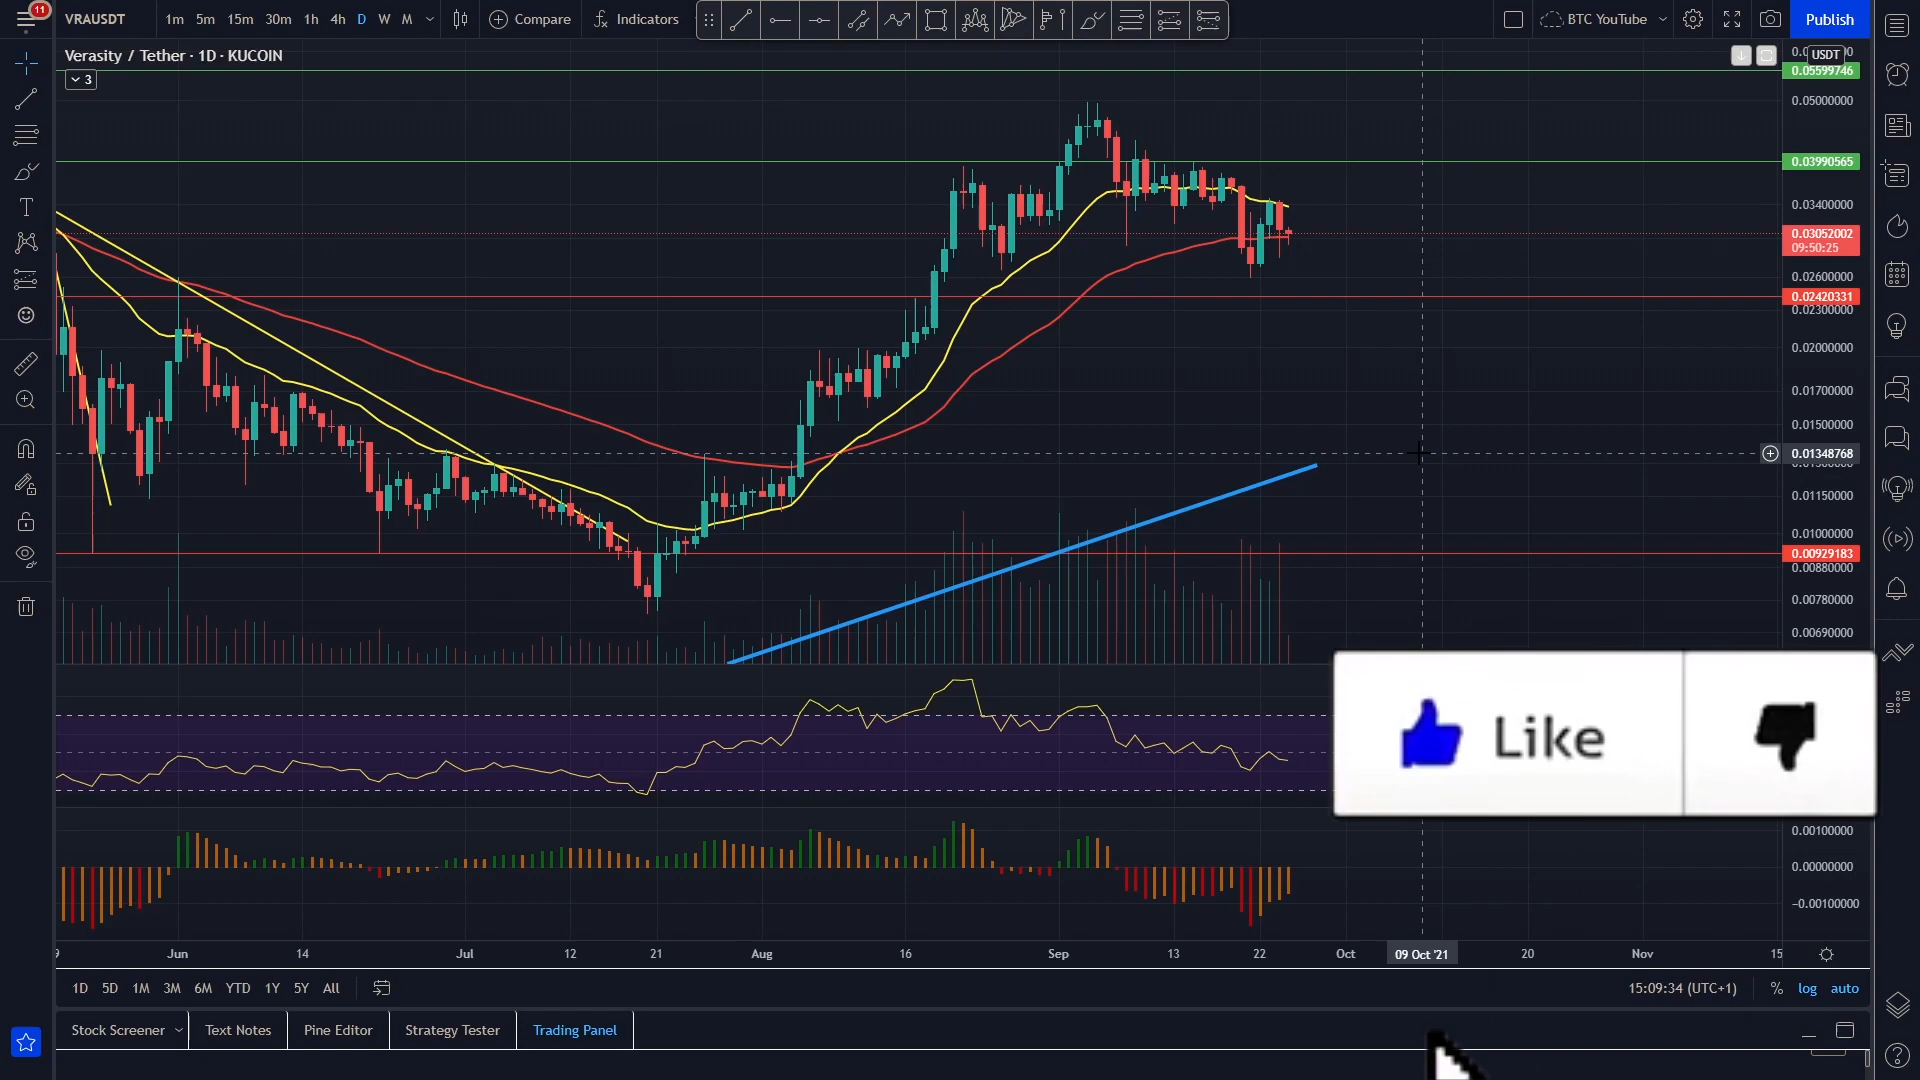 11
VRAUSDT
1m 5m 15m 30m 1h 4h D W M
Compare
Indicators
BTC YouTube
Publish
Verasity / Tether · 1D · KUCOIN
3
USDT
0.05599746
0.05000000
0.03990565
0.03400000
0.03052002
09:50:25
0.02600000
0.02420331
0.02300000
0.02000000
0.01700000
0.01500000
0.01348768
0.01150000
0.01000000
0.00929183
0.00880000
0.00780000
0.00690000
Like
0.00100000
0.00000000
−0.00100000
Jun 14 Jul 12 21 Aug 16 Sep 13 22 Oct 09 Oct '21 20 Nov 15
1D 5D 1M 3M 6M YTD 1Y 5Y All
15:09:34 (UTC+1) % log auto
Stock Screener Text Notes Pine Editor Strategy Tester Trading Panel